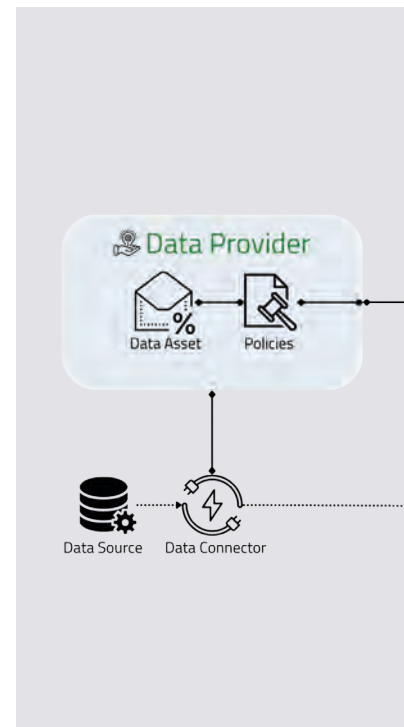 Data Provider
%
Data Asset
Policies
Data Source
Data Connector